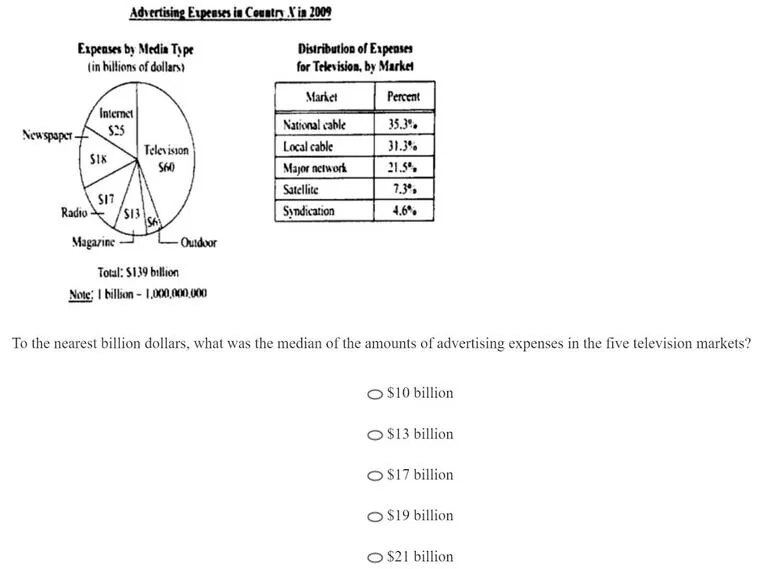 Advertising Expenses in Country X in 2009
Expenses by Media Type
(in billions of dollars)
Internet
$25
Newspaper
$18
Television
$60
$17
Radio
$13
$6
Magazine
Outdoor
Total: $139 billion
Note: 1 billion = 1,000,000,000
Distribution of Expenses
for Television, by Market
Market Percent
National cable 35.3%
Local cable 31.3%
Major network 21.5%
Satellite 7.3%
Syndication 4.6%
To the nearest billion dollars, what was the median of the amounts of advertising expenses in the five television markets?
$10 billion
$13 billion
$17 billion
$19 billion
$21 billion